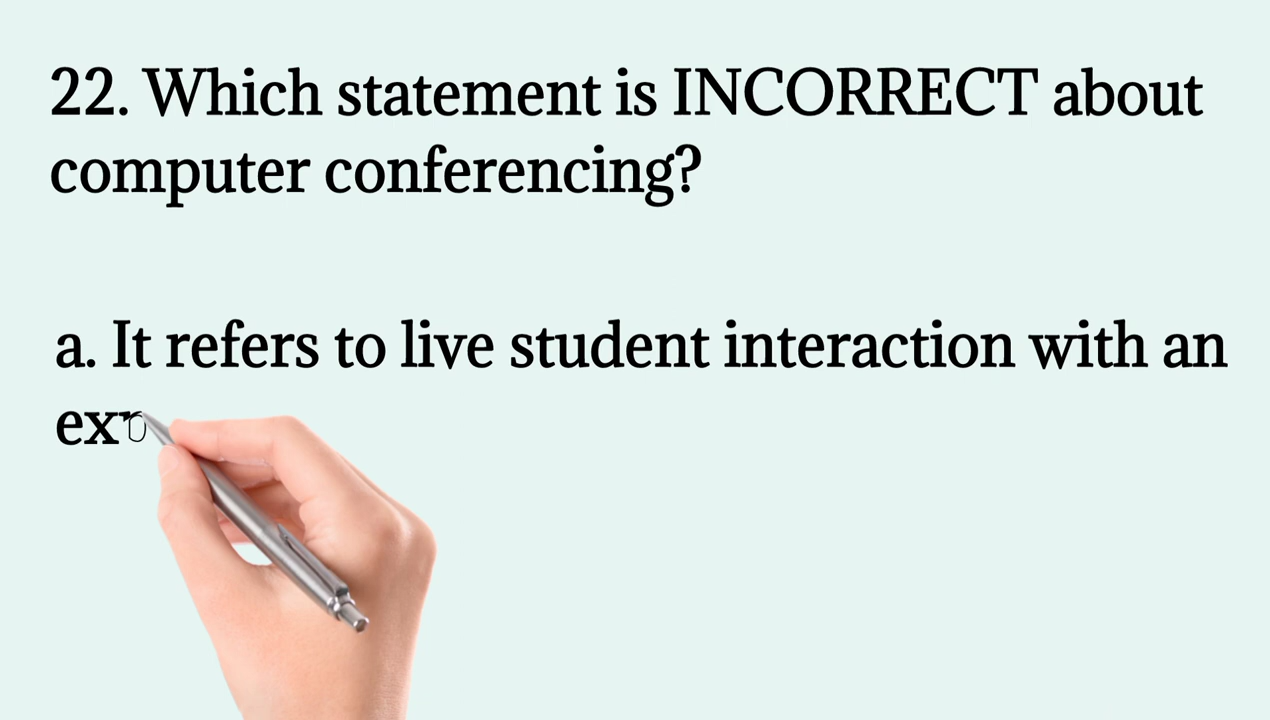 22. Which statement is INCORRECT about
computer conferencing?
a. It refers to live student interaction with an